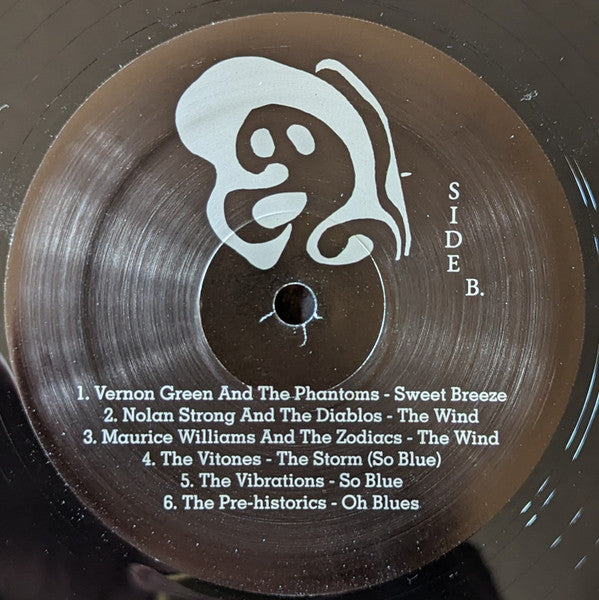 SIDE
B.
1. Vernon Green And The Phantoms - Sweet Breeze
2. Nolan Strong And The Diablos - The Wind
3. Maurice Williams And The Zodiacs - The Wind
4. The Vitones - The Storm (So Blue)
5. The Vibrations - So Blue
6. The Pre-historics - Oh Blues